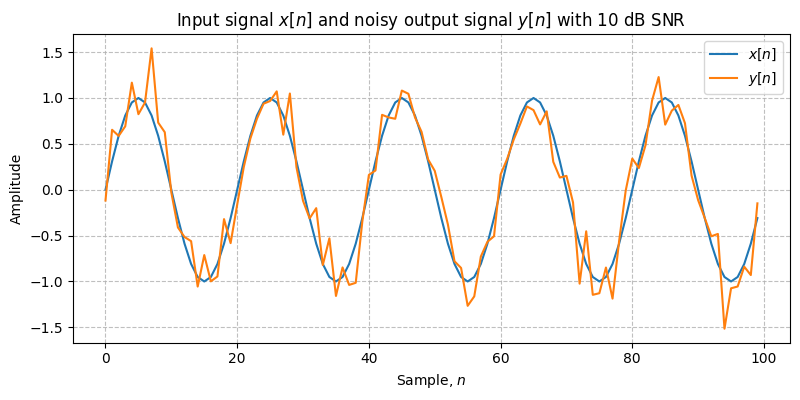 Input signal x[n] and noisy output signal y[n] with 10 dB SNR
x[n]
y[n]
Amplitude
1.5
1.0
0.5
0.0
−0.5
−1.0
−1.5
0 20 40 60 80 100
Sample, n